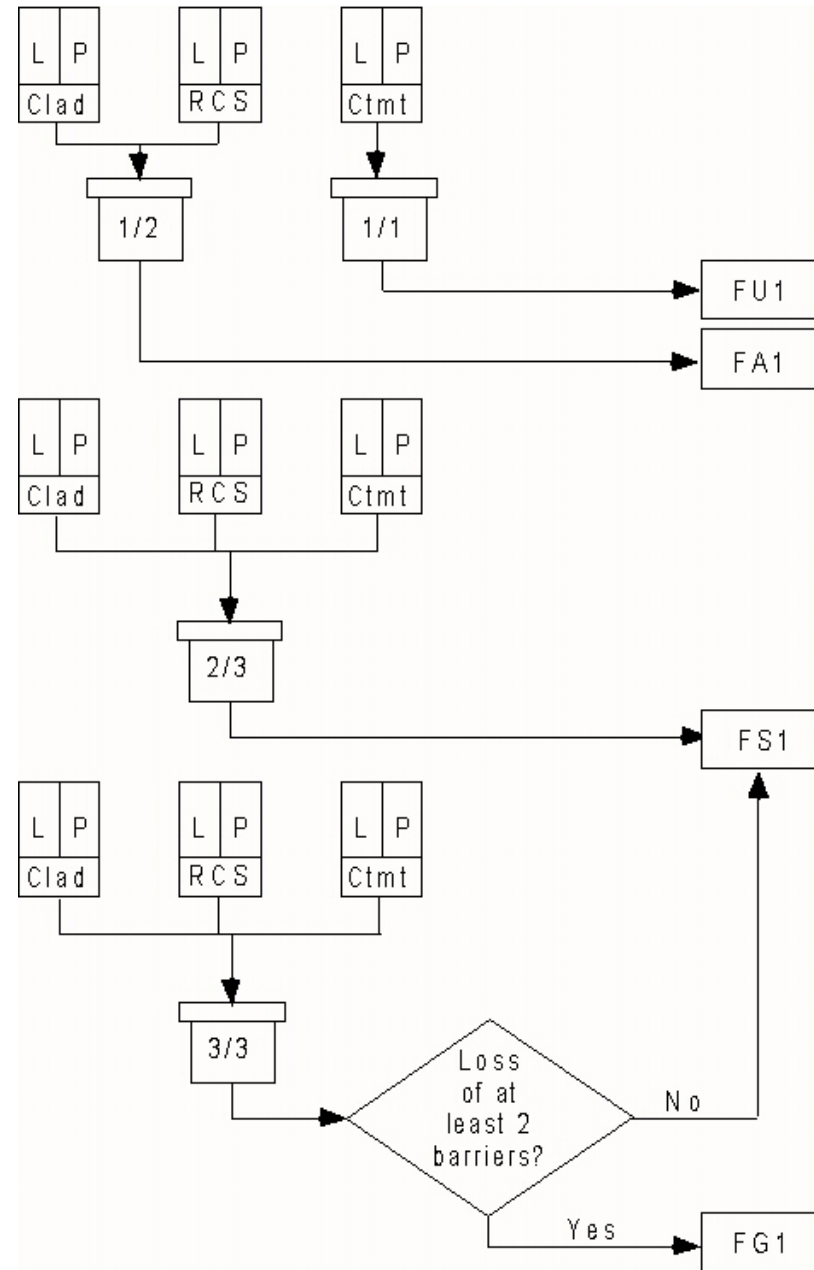 L P L P L P
Clad RCS Ctmt
1/2 1/1
FU1
FA1
L P L P L P
Clad RCS Ctmt
2/3
FS1
L P L P L P
Clad RCS Ctmt
3/3
Loss
of at
least 2
barriers?
No
Yes
FG1